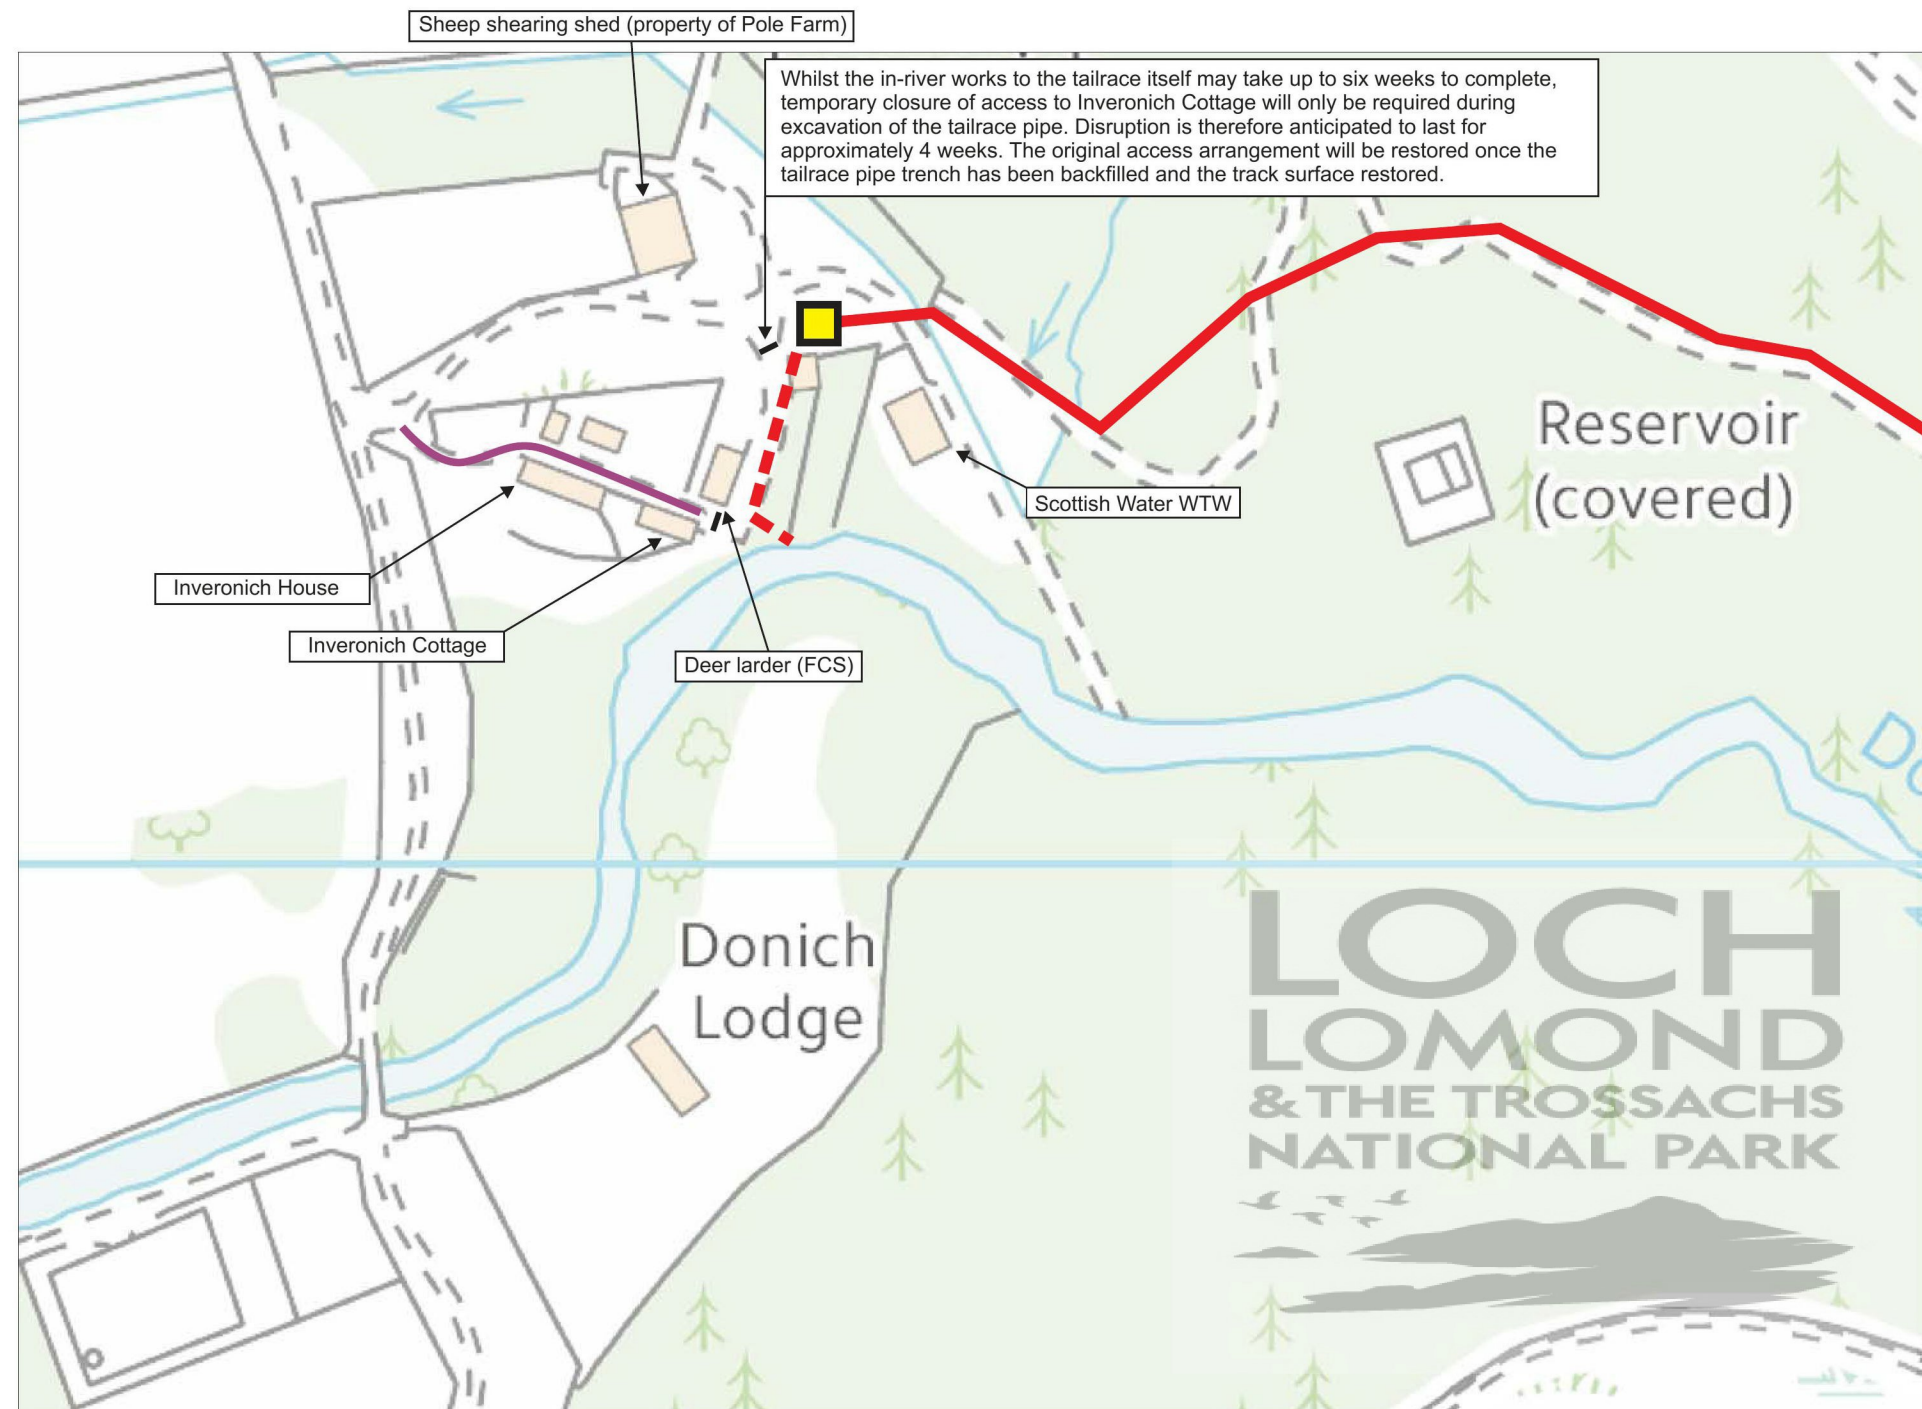 Sheep shearing shed (property of Pole Farm)
Whilst the in-river works to the tailrace itself may take up to six weeks to complete,
temporary closure of access to Inveronich Cottage will only be required during
excavation of the tailrace pipe. Disruption is therefore anticipated to last for
approximately 4 weeks. The original access arrangement will be restored once the
tailrace pipe trench has been backfilled and the track surface restored.
Reservoir
(covered)
Scottish Water WTW
Inveronich House
Inveronich Cottage
Deer larder (FCS)
Donich
Lodge
LOCH
LOMOND
& THE TROSSACHS
NATIONAL PARK